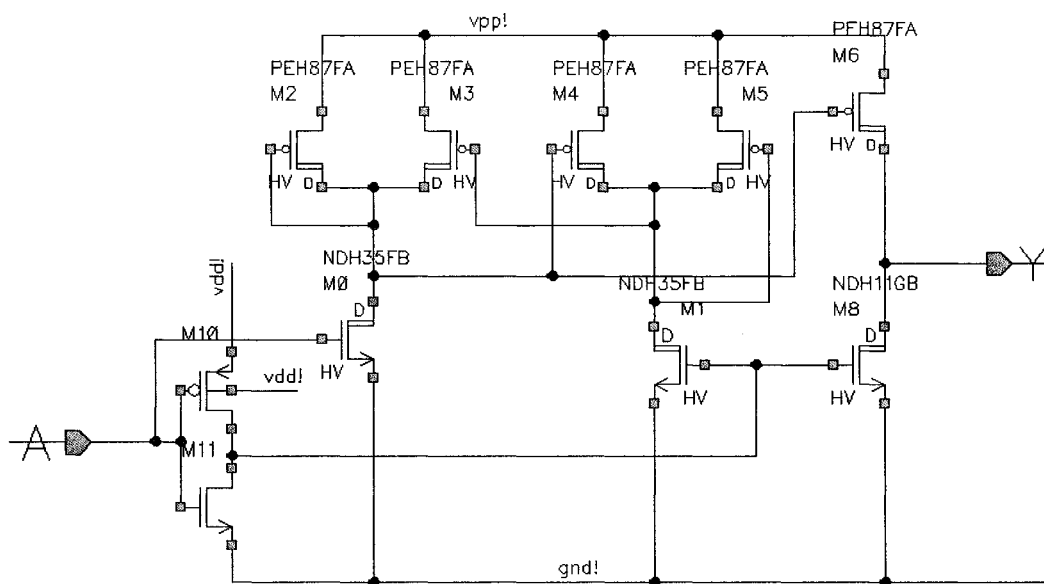 vpp!
PEH87FA
M6
PEH87FA
M2
PEH87FA
M3
PEH87FA
M4
PEH87FA
M5
HV
D
D
HV
HV
D
D
HV
HV
D
NDH35FB
M0
NDH35FB
M1
NDH11GB
M8
vdd!
Y
M10
D
HV
D
HV
D
HV
vdd!
A
M11
gnd!